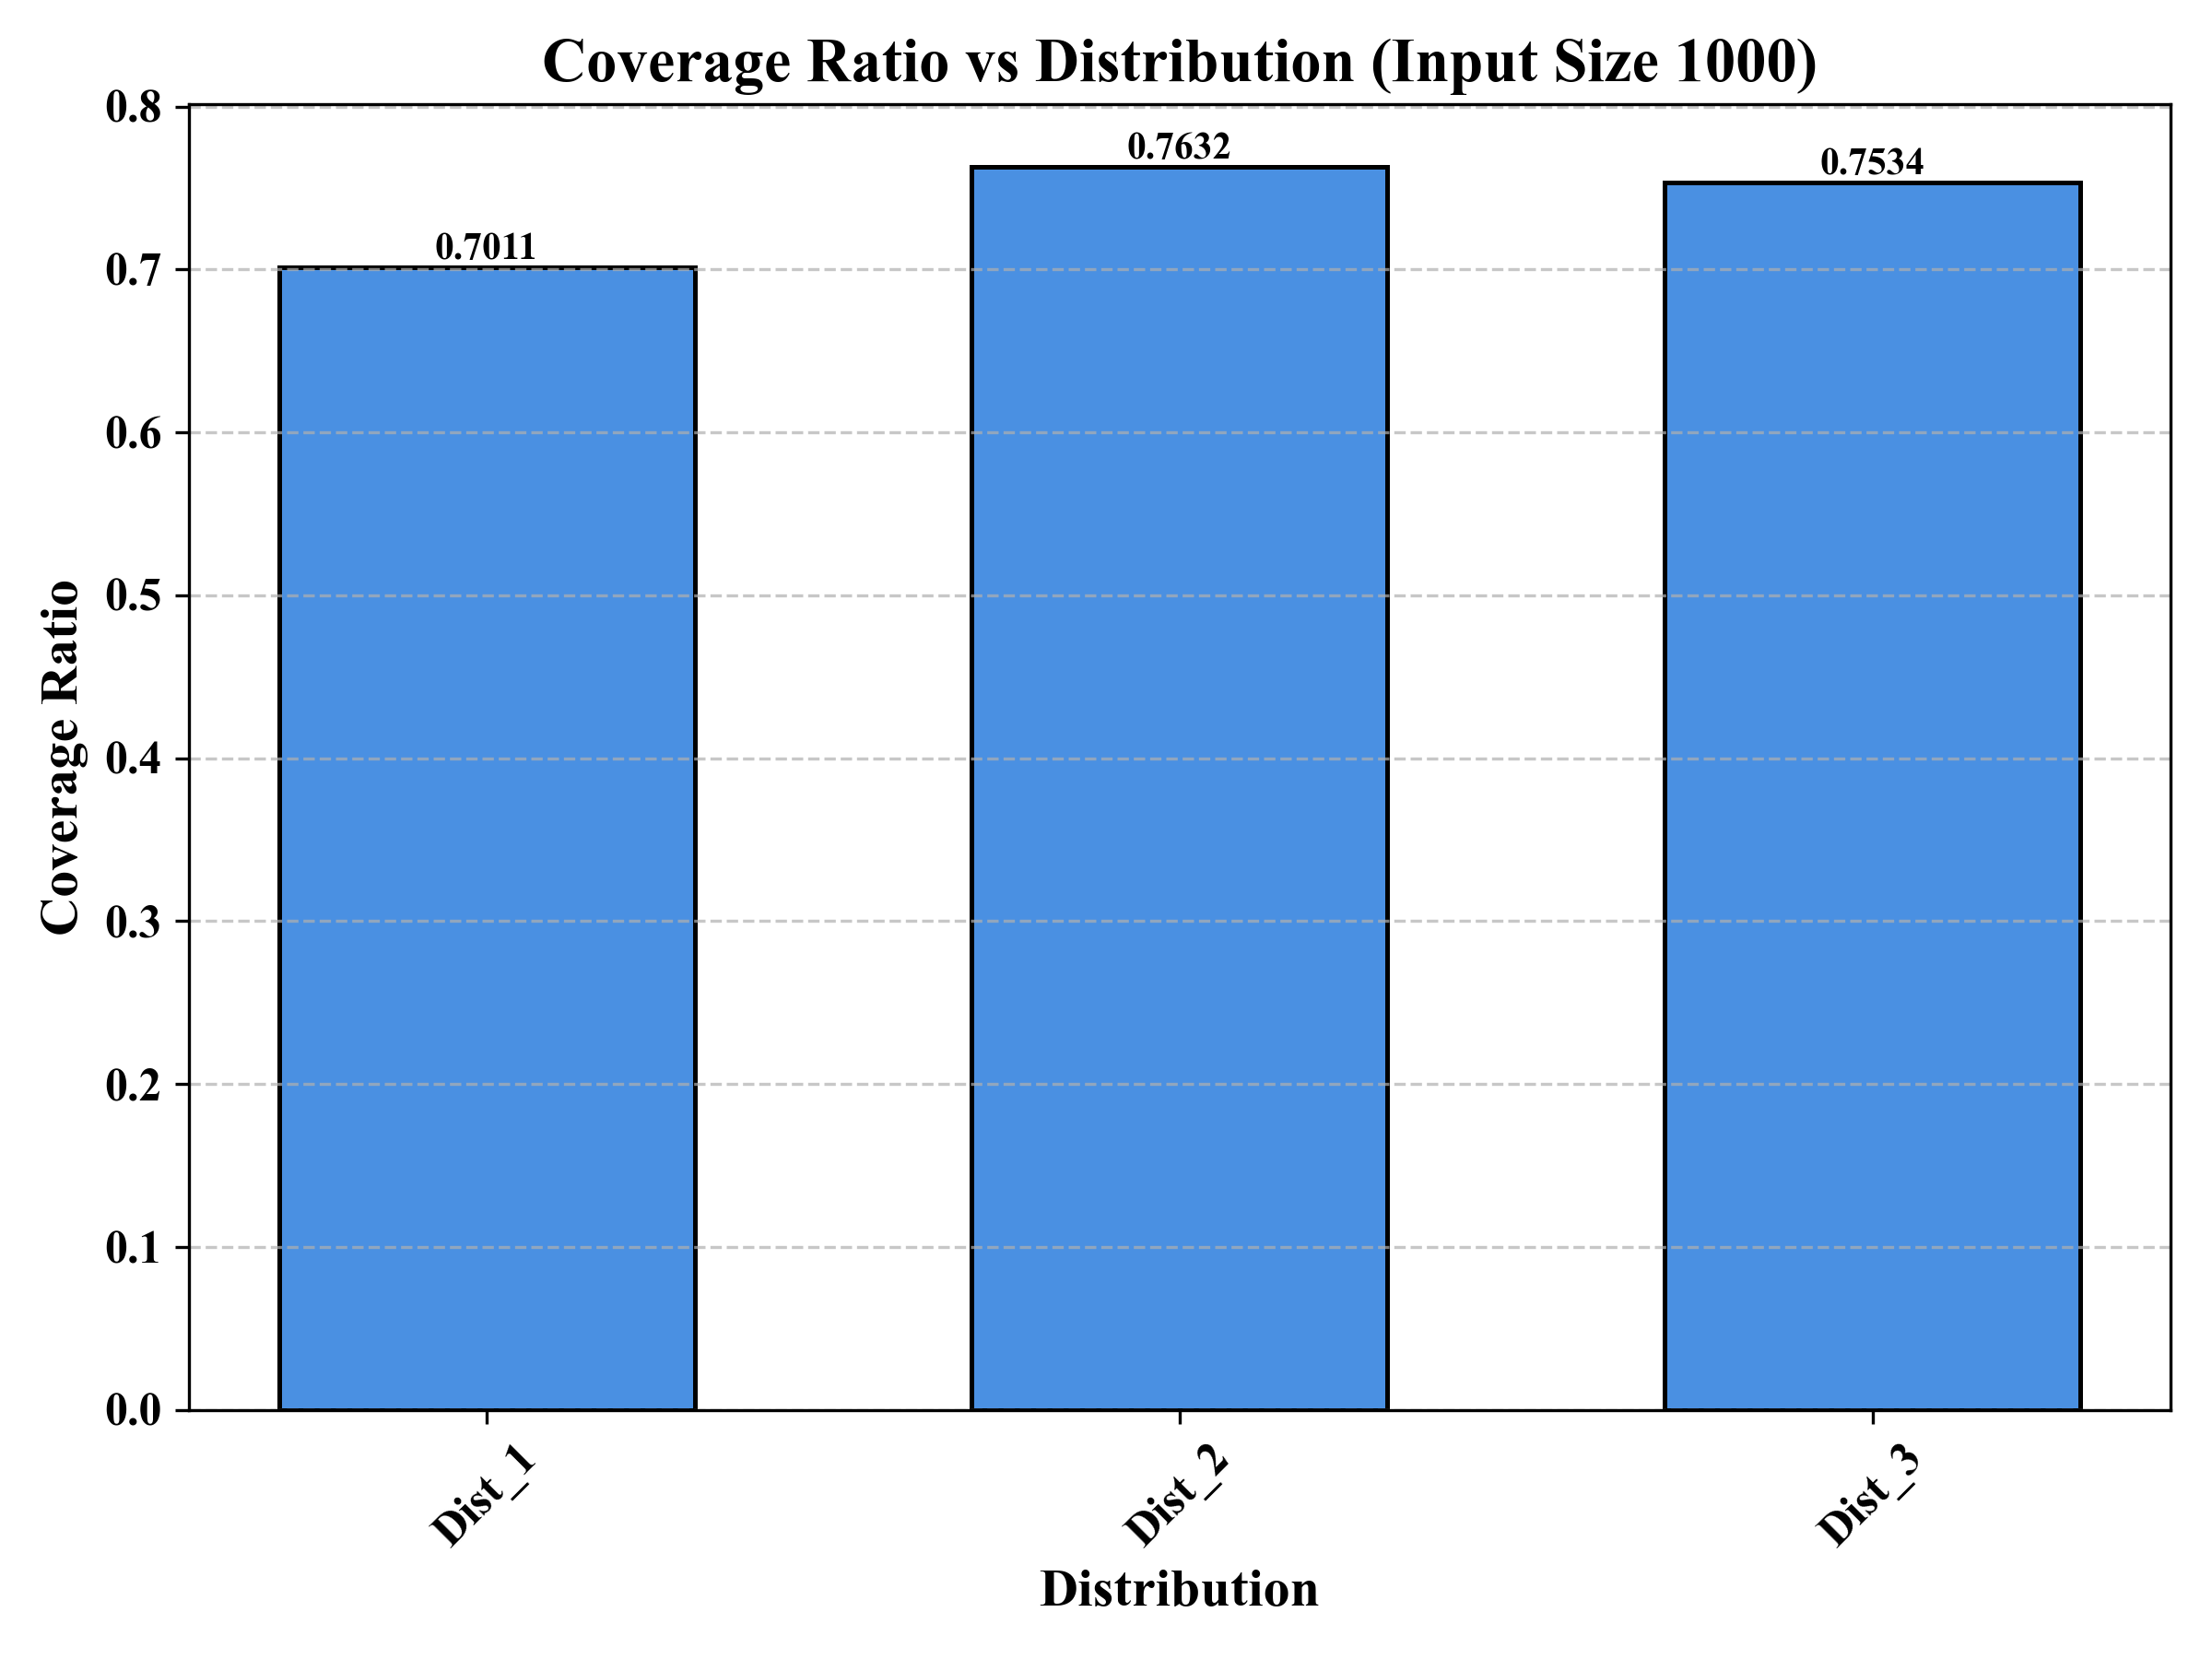 Coverage Ratio vs Distribution (Input Size 1000)
0.8
0.7
0.6
0.5
0.4
0.3
0.2
0.1
0.0
Coverage Ratio
0.7011
0.7632
0.7534
Dist_1
Dist_2
Dist_3
Distribution